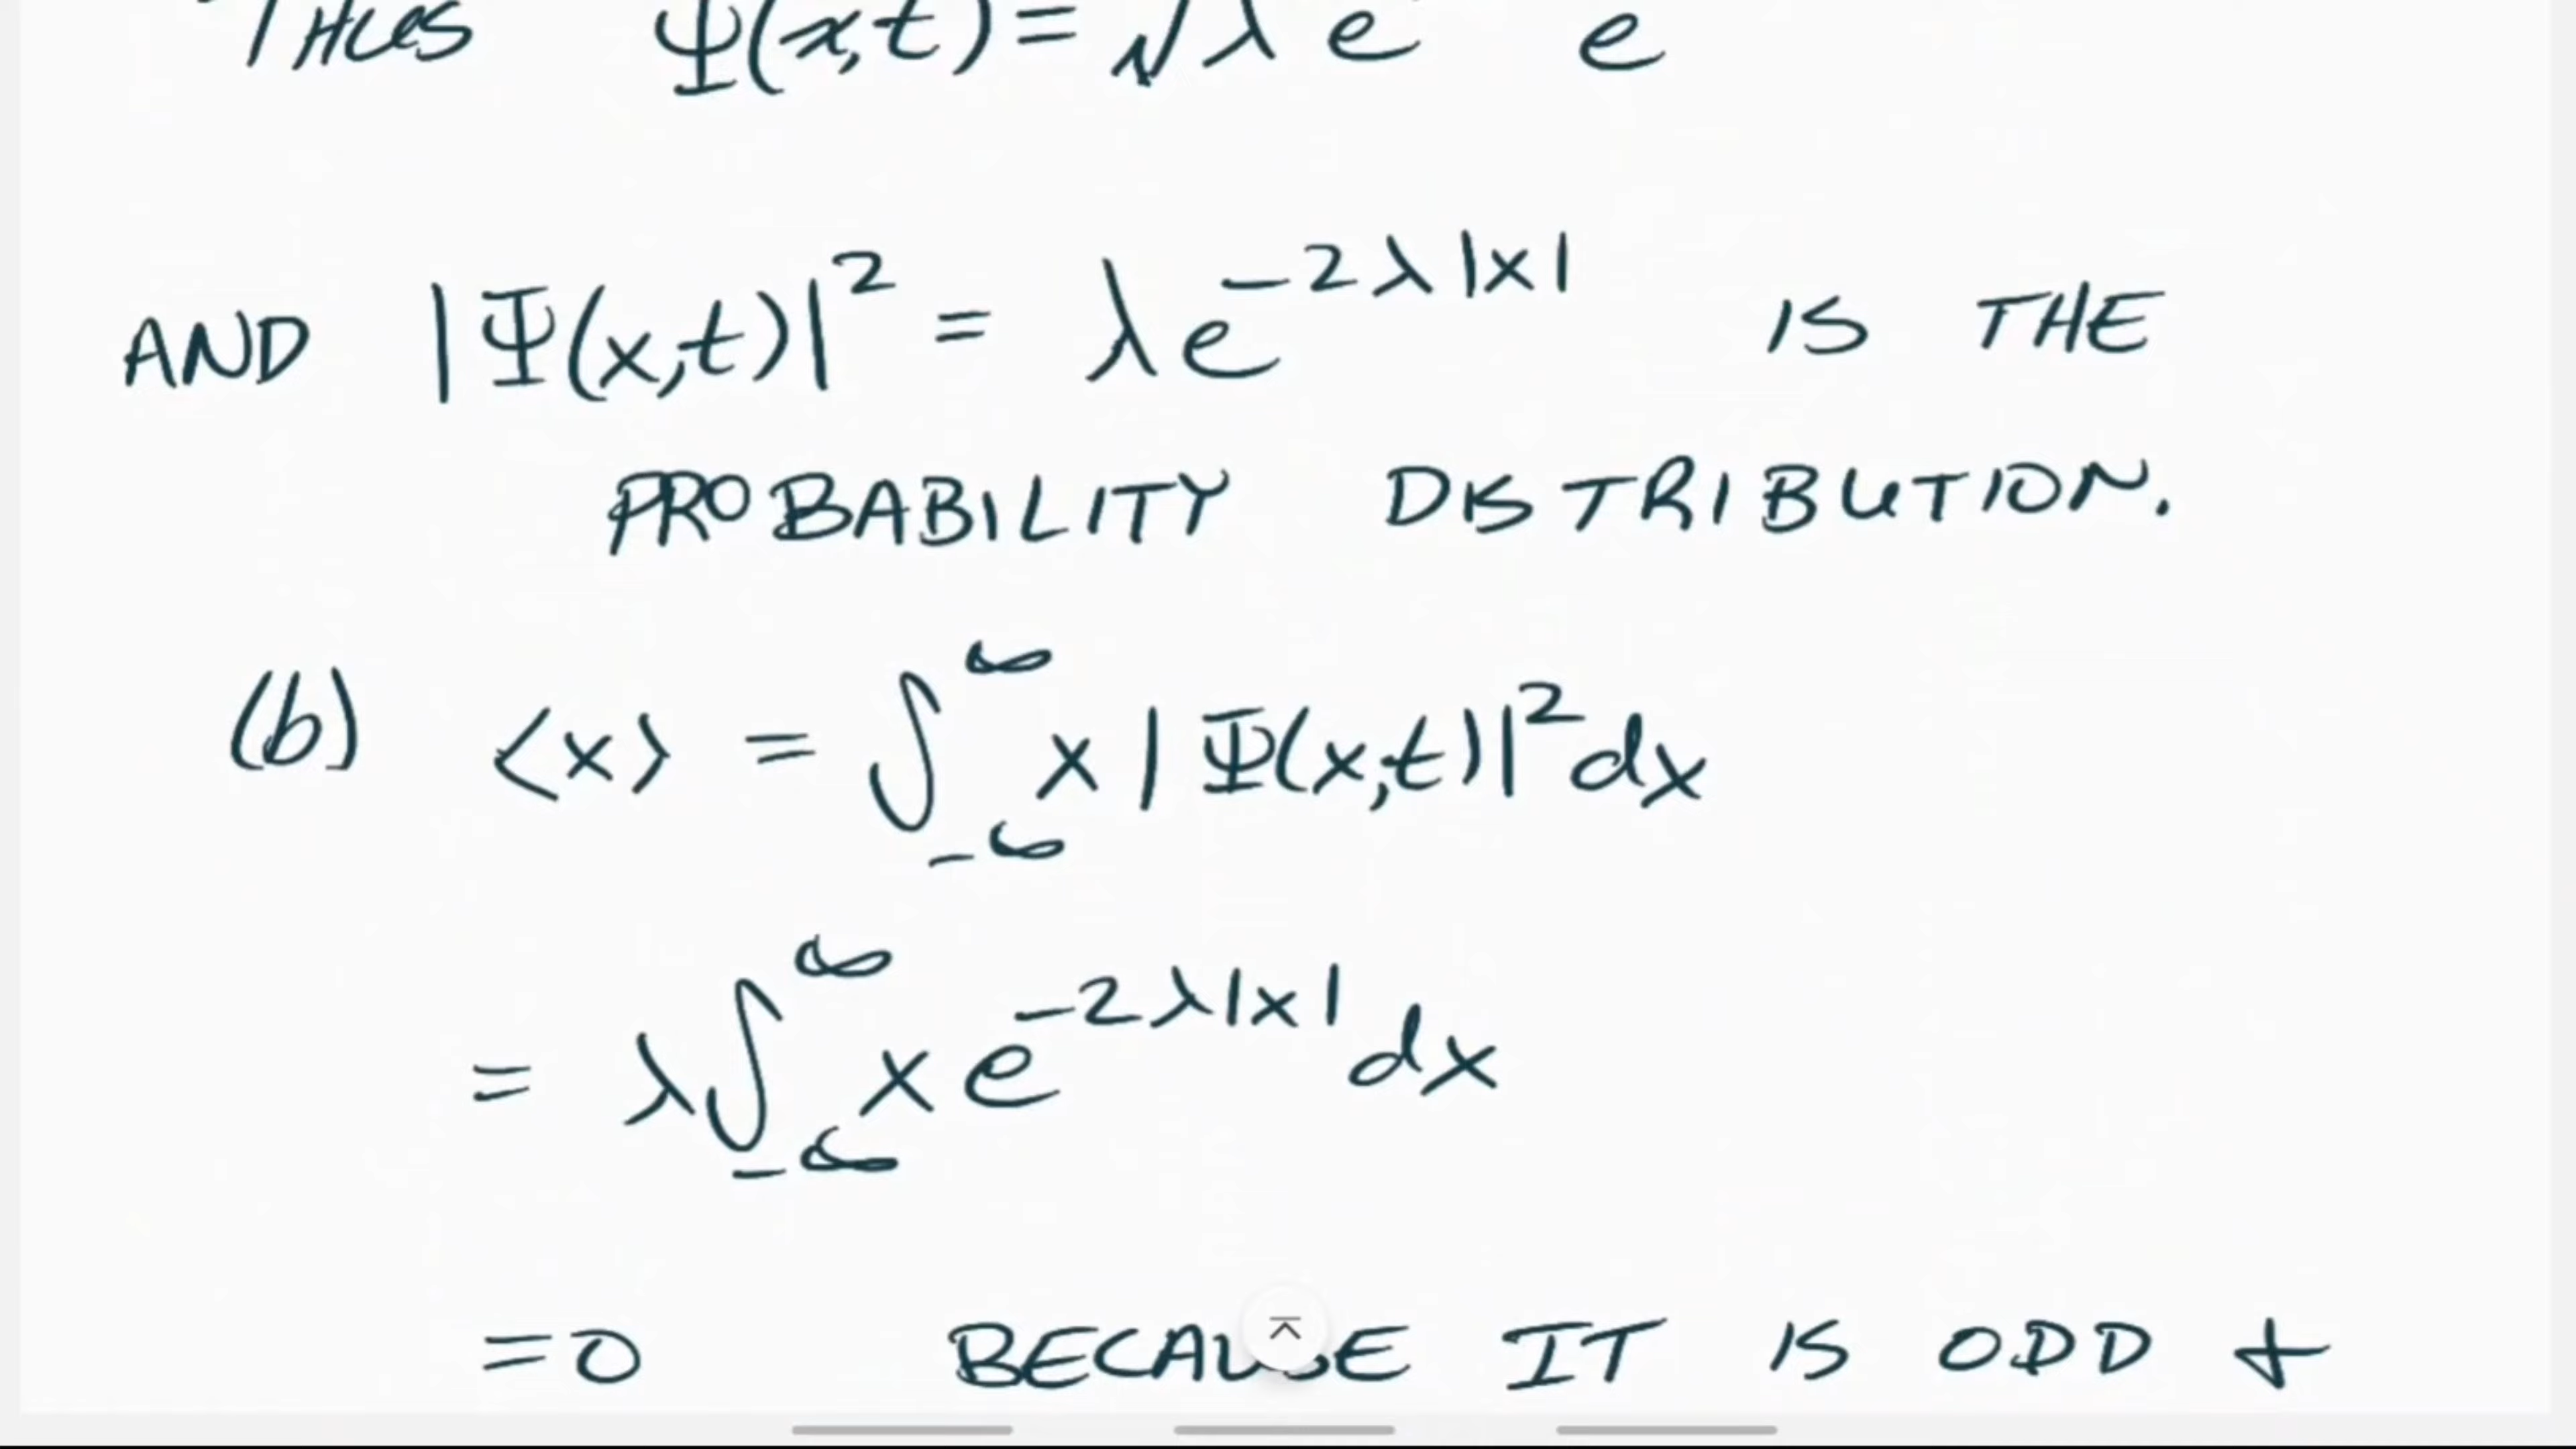 THUS Ψ(x,t) = √λ e e
AND |Ψ(x,t)|² = λe^{-2λ|x|} IS THE
PROBABILITY DISTRIBUTION.
(b) <x> = ∫_{-∞}^{∞} x|Ψ(x,t)|² dx
= λ∫_{-∞}^{∞} x e^{-2λ|x|} dx
=0 BECAUSE IT IS ODD +